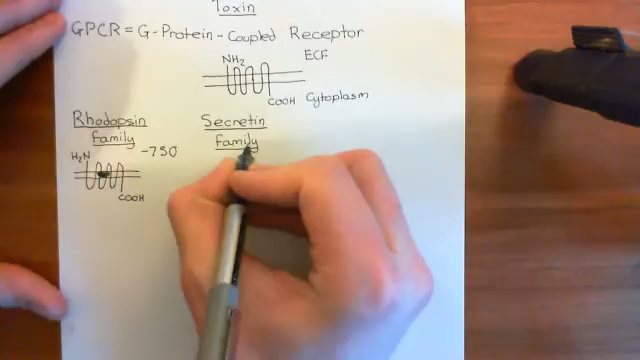 Toxin
GPCR = G-Protein-Coupled Receptor
NH2
ECF
COOH Cytoplasm
Rhodopsin
Family
~750
H2N
COOH
Secretin
Family